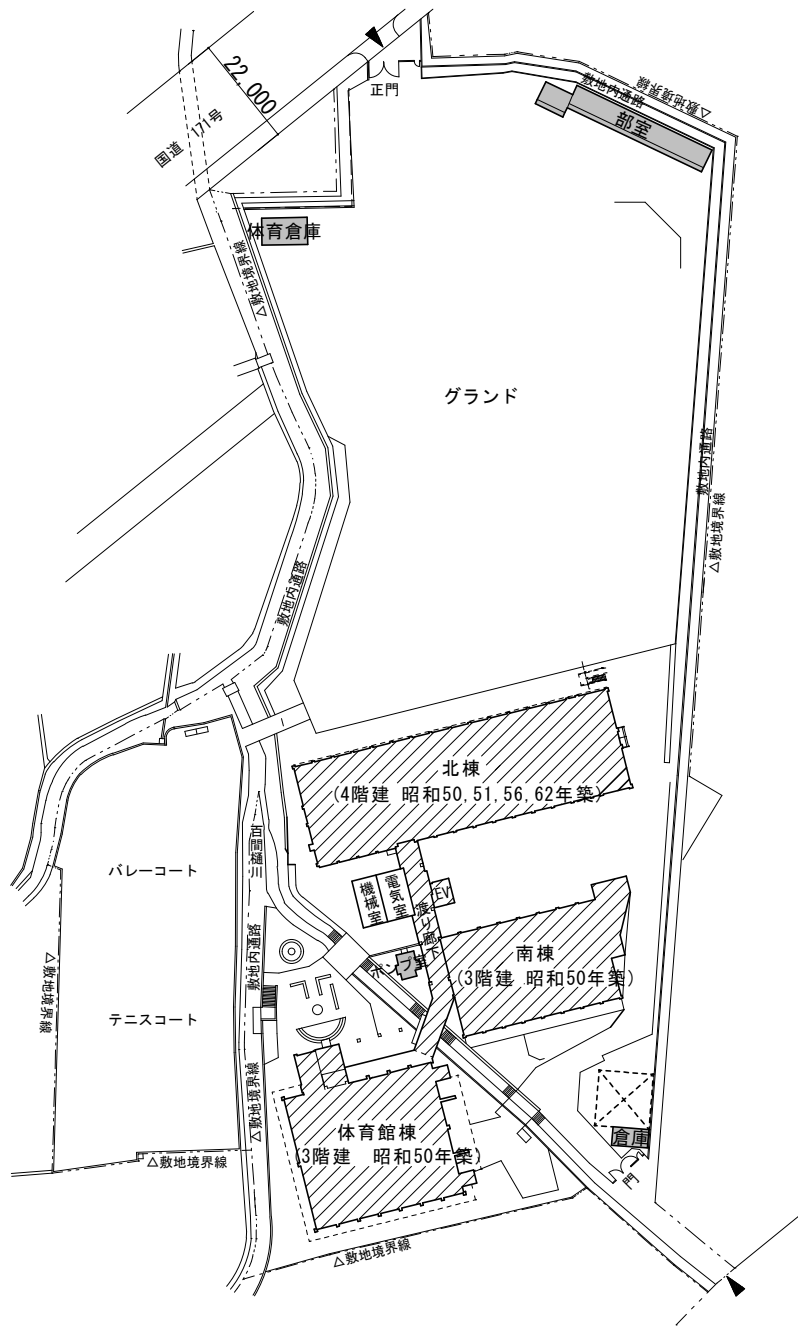 22,000
国道 171号
正門
敷地内通路
△敷地境界線
部室
体育倉庫
△敷地境界線
グランド
敷地内通路
△敷地境界線
敷地内通路
北棟
(4階建 昭和50,51,56,62年築)
百間樋川
バレーコート
機械室
電気室
EV
渡り廊下
南棟
(3階建 昭和50年築)
ポンプ室
敷地内通路
△敷地境界線
テニスコート
△敷地境界線
体育館棟
(3階建 昭和50年築)
倉庫
門
△敷地境界線
△敷地境界線